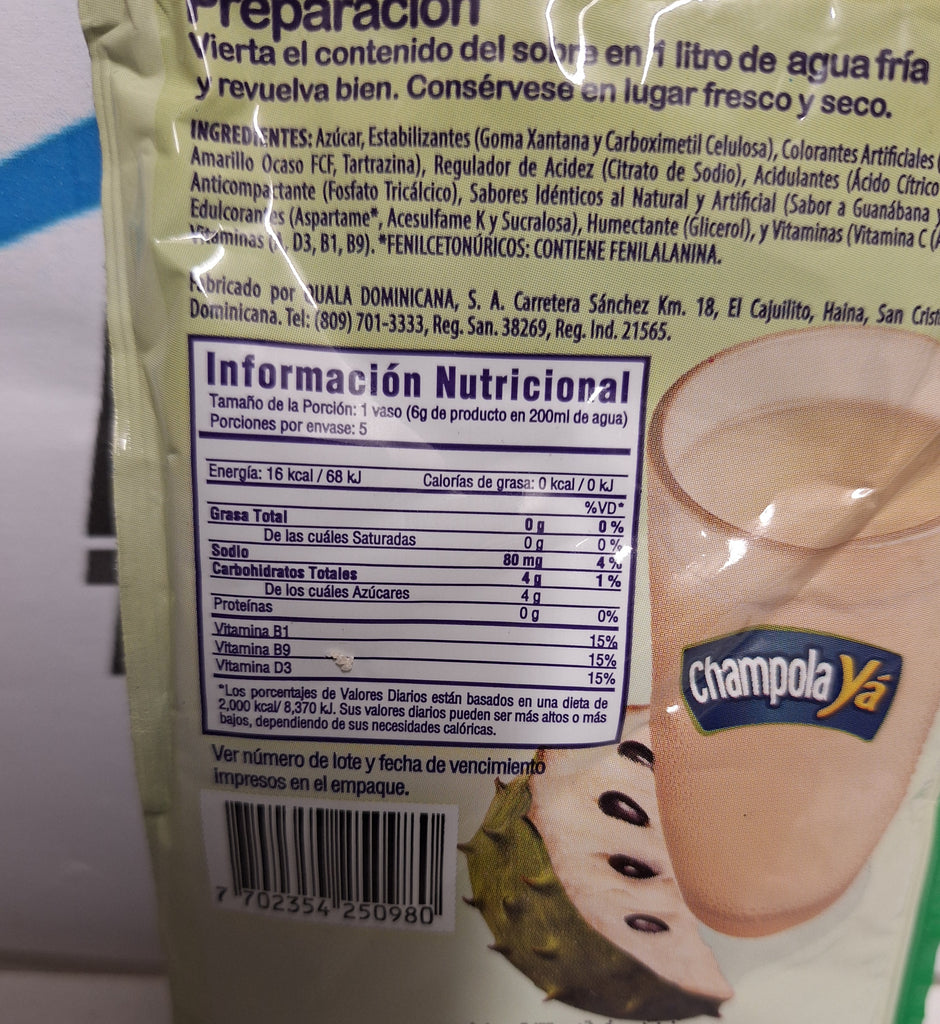 Preparación
Vierta el contenido del sobre en 1 litro de agua fría
y revuelva bien. Consérvese en lugar fresco y seco.
INGREDIENTES: Azúcar, Estabilizantes (Goma Xantana y Carboximetil Celulosa), Colorantes Artificiales (
Amarillo Ocaso FCF, Tartrazina), Regulador de Acidez (Citrato de Sodio), Acidulantes (Ácido Cítrico
Anticompactante (Fosfato Tricálcico), Sabores Idénticos al Natural y Artificial (Sabor a Guanábana y
Edulcorantes (Aspartame*, Acesulfame K y Sucralosa), Humectante (Glicerol), y Vitaminas (Vitamina C (
Vitaminas ( D3, B1, B9). *FENILCETONÚRICOS: CONTIENE FENILALANINA.
Fabricado por QUALA DOMINICANA, S. A. Carretera Sánchez Km. 18, El Cajuilito, Haina, San Crist
Dominicana. Tel: (809) 701-3333, Reg. San. 38269, Reg. Ind. 21565.
Información Nutricional
Tamaño de la Porción: 1 vaso (6g de producto en 200ml de agua)
Porciones por envase: 5
Energía: 16 kcal / 68 kJ Calorías de grasa: 0 kcal / 0 kJ
%VD*
Grasa Total 0 g 0 %
De las cuáles Saturadas 0 g 0 %
Sodio 80 mg 4 %
Carbohidratos Totales 4 g 1 %
De los cuáles Azúcares 4 g
Proteínas 0 g 0%
Vitamina B1 15%
Vitamina B9 15%
Vitamina D3 15%
*Los porcentajes de Valores Diarios están basados en una dieta de
2,000 kcal/ 8,370 kJ. Sus valores diarios pueden ser más altos o más
bajos, dependiendo de sus necesidades calóricas.
champola Yá
Ver número de lote y fecha de vencimiento
impresos en el empaque.
7 702354 250980